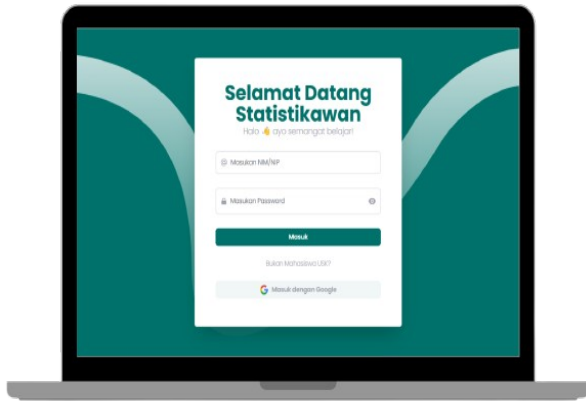 Selamat Datang
Statistikawan
Halo 👋 ayo semangat belajar!
Masukan NIM/NIP
Masukan Password
Masuk
Bukan Mahasiswa USK?
Masuk dengan Google